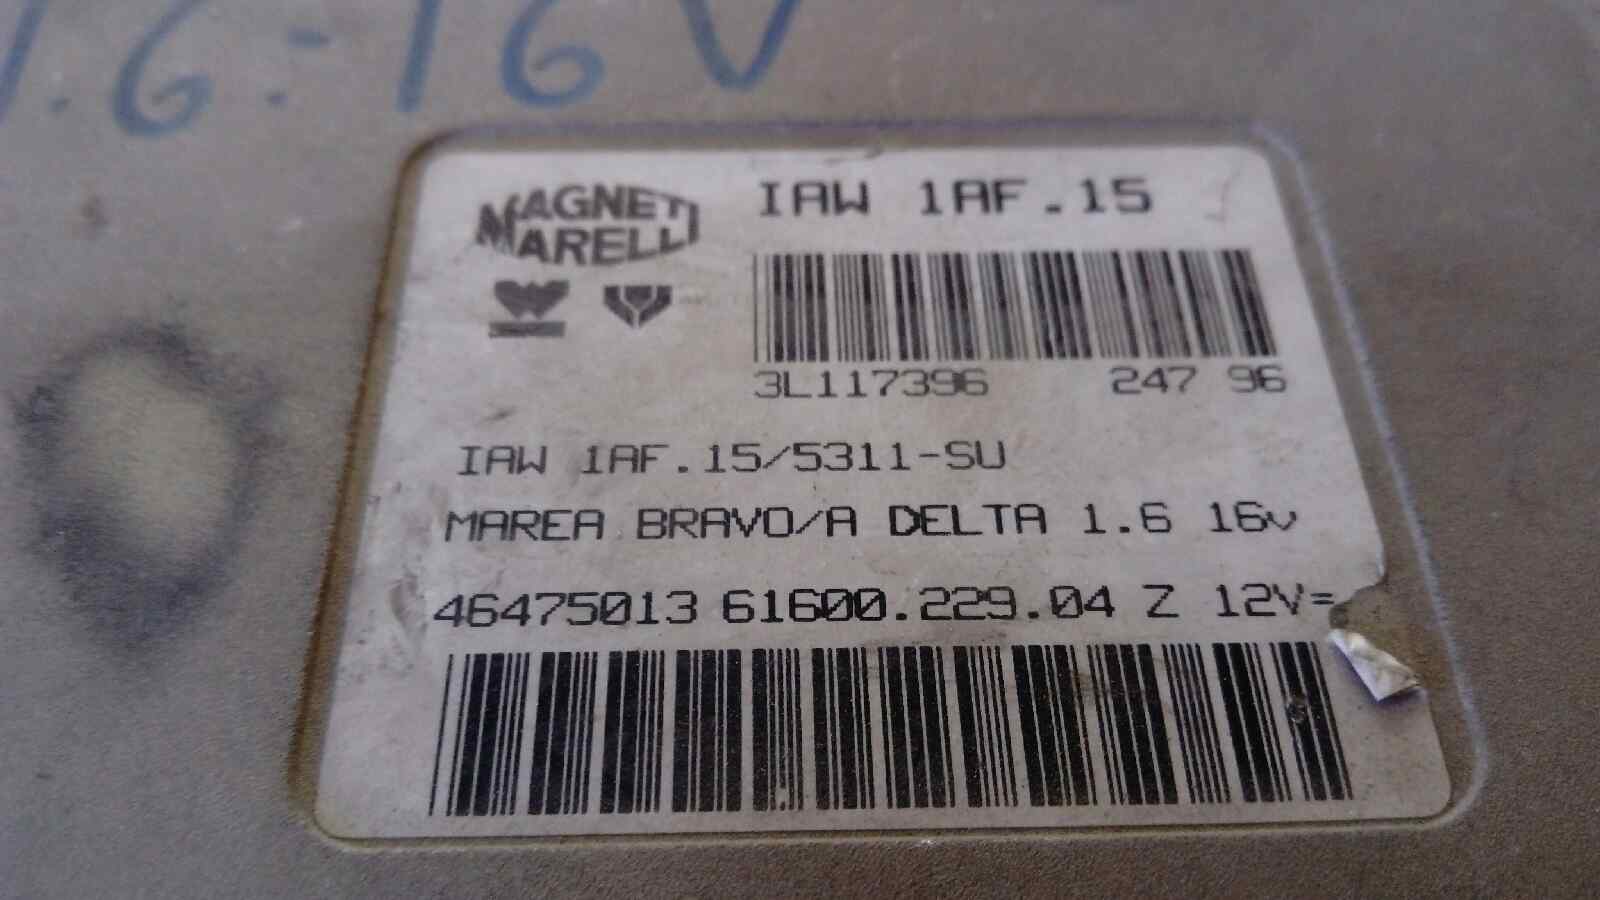 1.6.-16V
MAGNETI
MARELLI
IAW 1AF.15
3L117396 247 96
IAW 1AF.15/5311-SU
MAREA BRAVO/A DELTA 1.6 16v
46475013 61600.229.04 Z 12V=